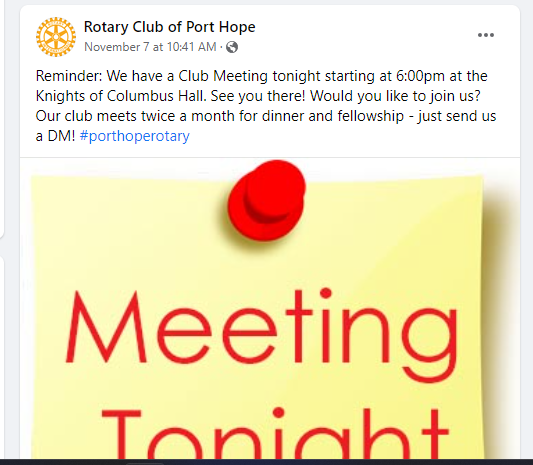 Rotary Club of Port Hope
November 7 at 10:41 AM ·
Reminder: We have a Club Meeting tonight starting at 6:00pm at the
Knights of Columbus Hall. See you there! Would you like to join us?
Our club meets twice a month for dinner and fellowship - just send us
a DM! #porthoperotary
Meeting
Tonight